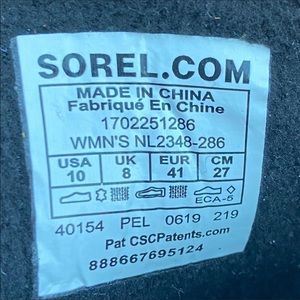 SOREL.COM
MADE IN CHINA
Fabriqué En Chine
1702251286
WMN'S NL2348-286
USA UK EUR CM
10 8 41 27
ECA-5
40154 PEL 0619 219
Pat CSCPatents.com
888667695124